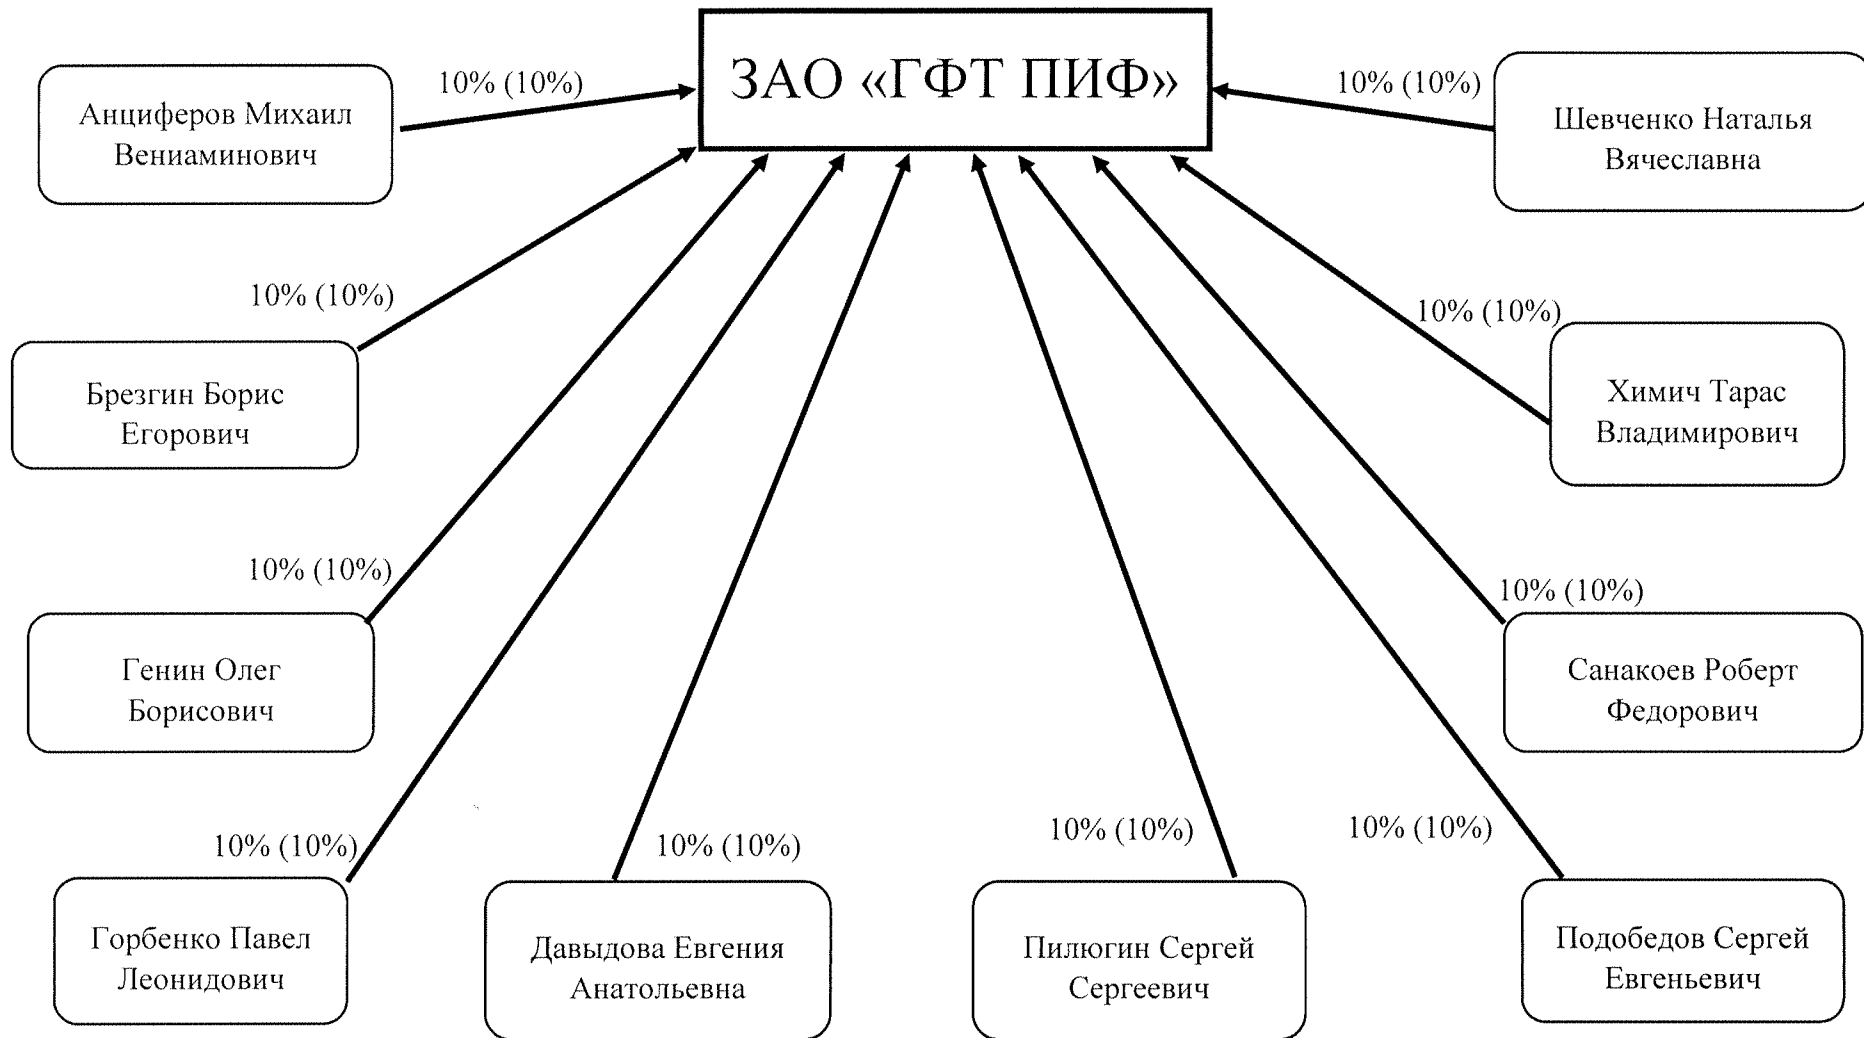 ЗАО «ГФТ ПИФ»
10% (10%)
10% (10%)
Анциферов Михаил
Вениаминович
Шевченко Наталья
Вячеславна
10% (10%)
10% (10%)
Брезгин Борис
Егорович
Химич Тарас
Владимирович
10% (10%)
10% (10%)
Генин Олег
Борисович
Санакоев Роберт
Федорович
10% (10%)
10% (10%)
10% (10%)
10% (10%)
Горбенко Павел
Леонидович
Давыдова Евгения
Анатольевна
Пилюгин Сергей
Сергеевич
Подобедов Сергей
Евгеньевич